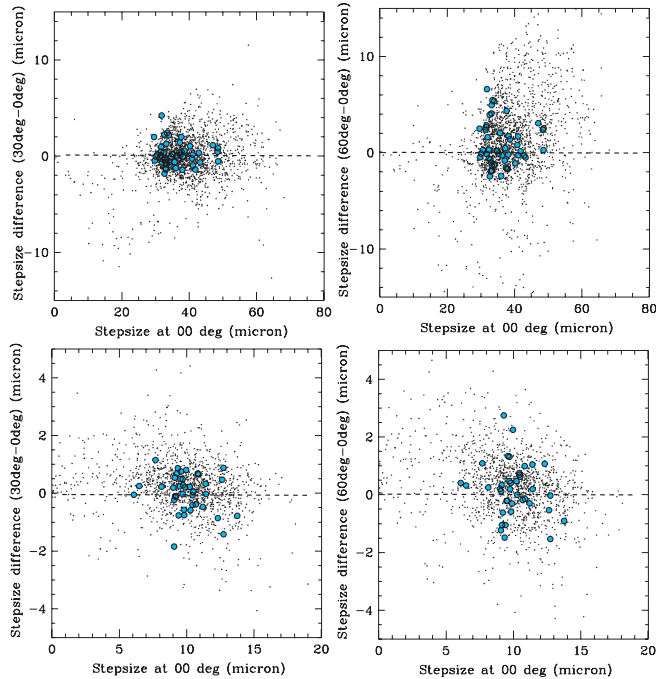 Stepsize difference (30deg-0deg) (micron)
10
0
-10
0 20 40 60 80
Stepsize at 00 deg (micron)
Stepsize difference (60deg-0deg) (micron)
10
0
-10
0 20 40 60 80
Stepsize at 00 deg (micron)
Stepsize difference (30deg-0deg) (micron)
4
2
0
-2
-4
0 5 10 15 20
Stepsize at 00 deg (micron)
Stepsize difference (60deg-0deg) (micron)
4
2
0
-2
-4
0 5 10 15 20
Stepsize at 00 deg (micron)